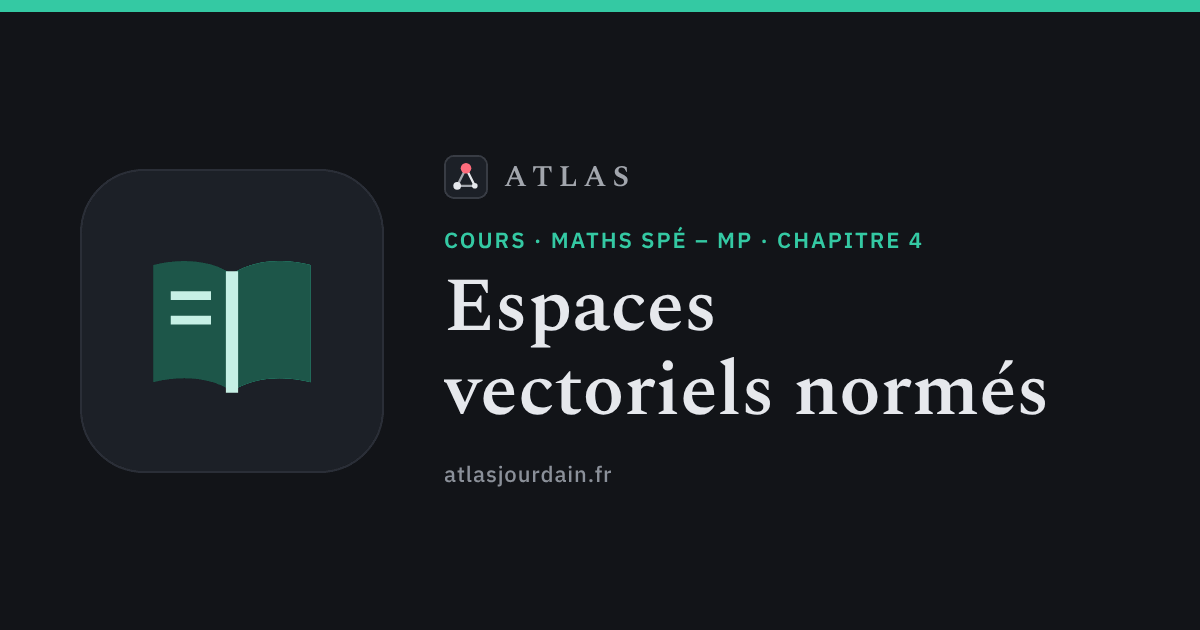 ATLAS
COURS · MATHS SPÉ – MP · CHAPITRE 4
Espaces
vectoriels normés
atlasjourdain.fr